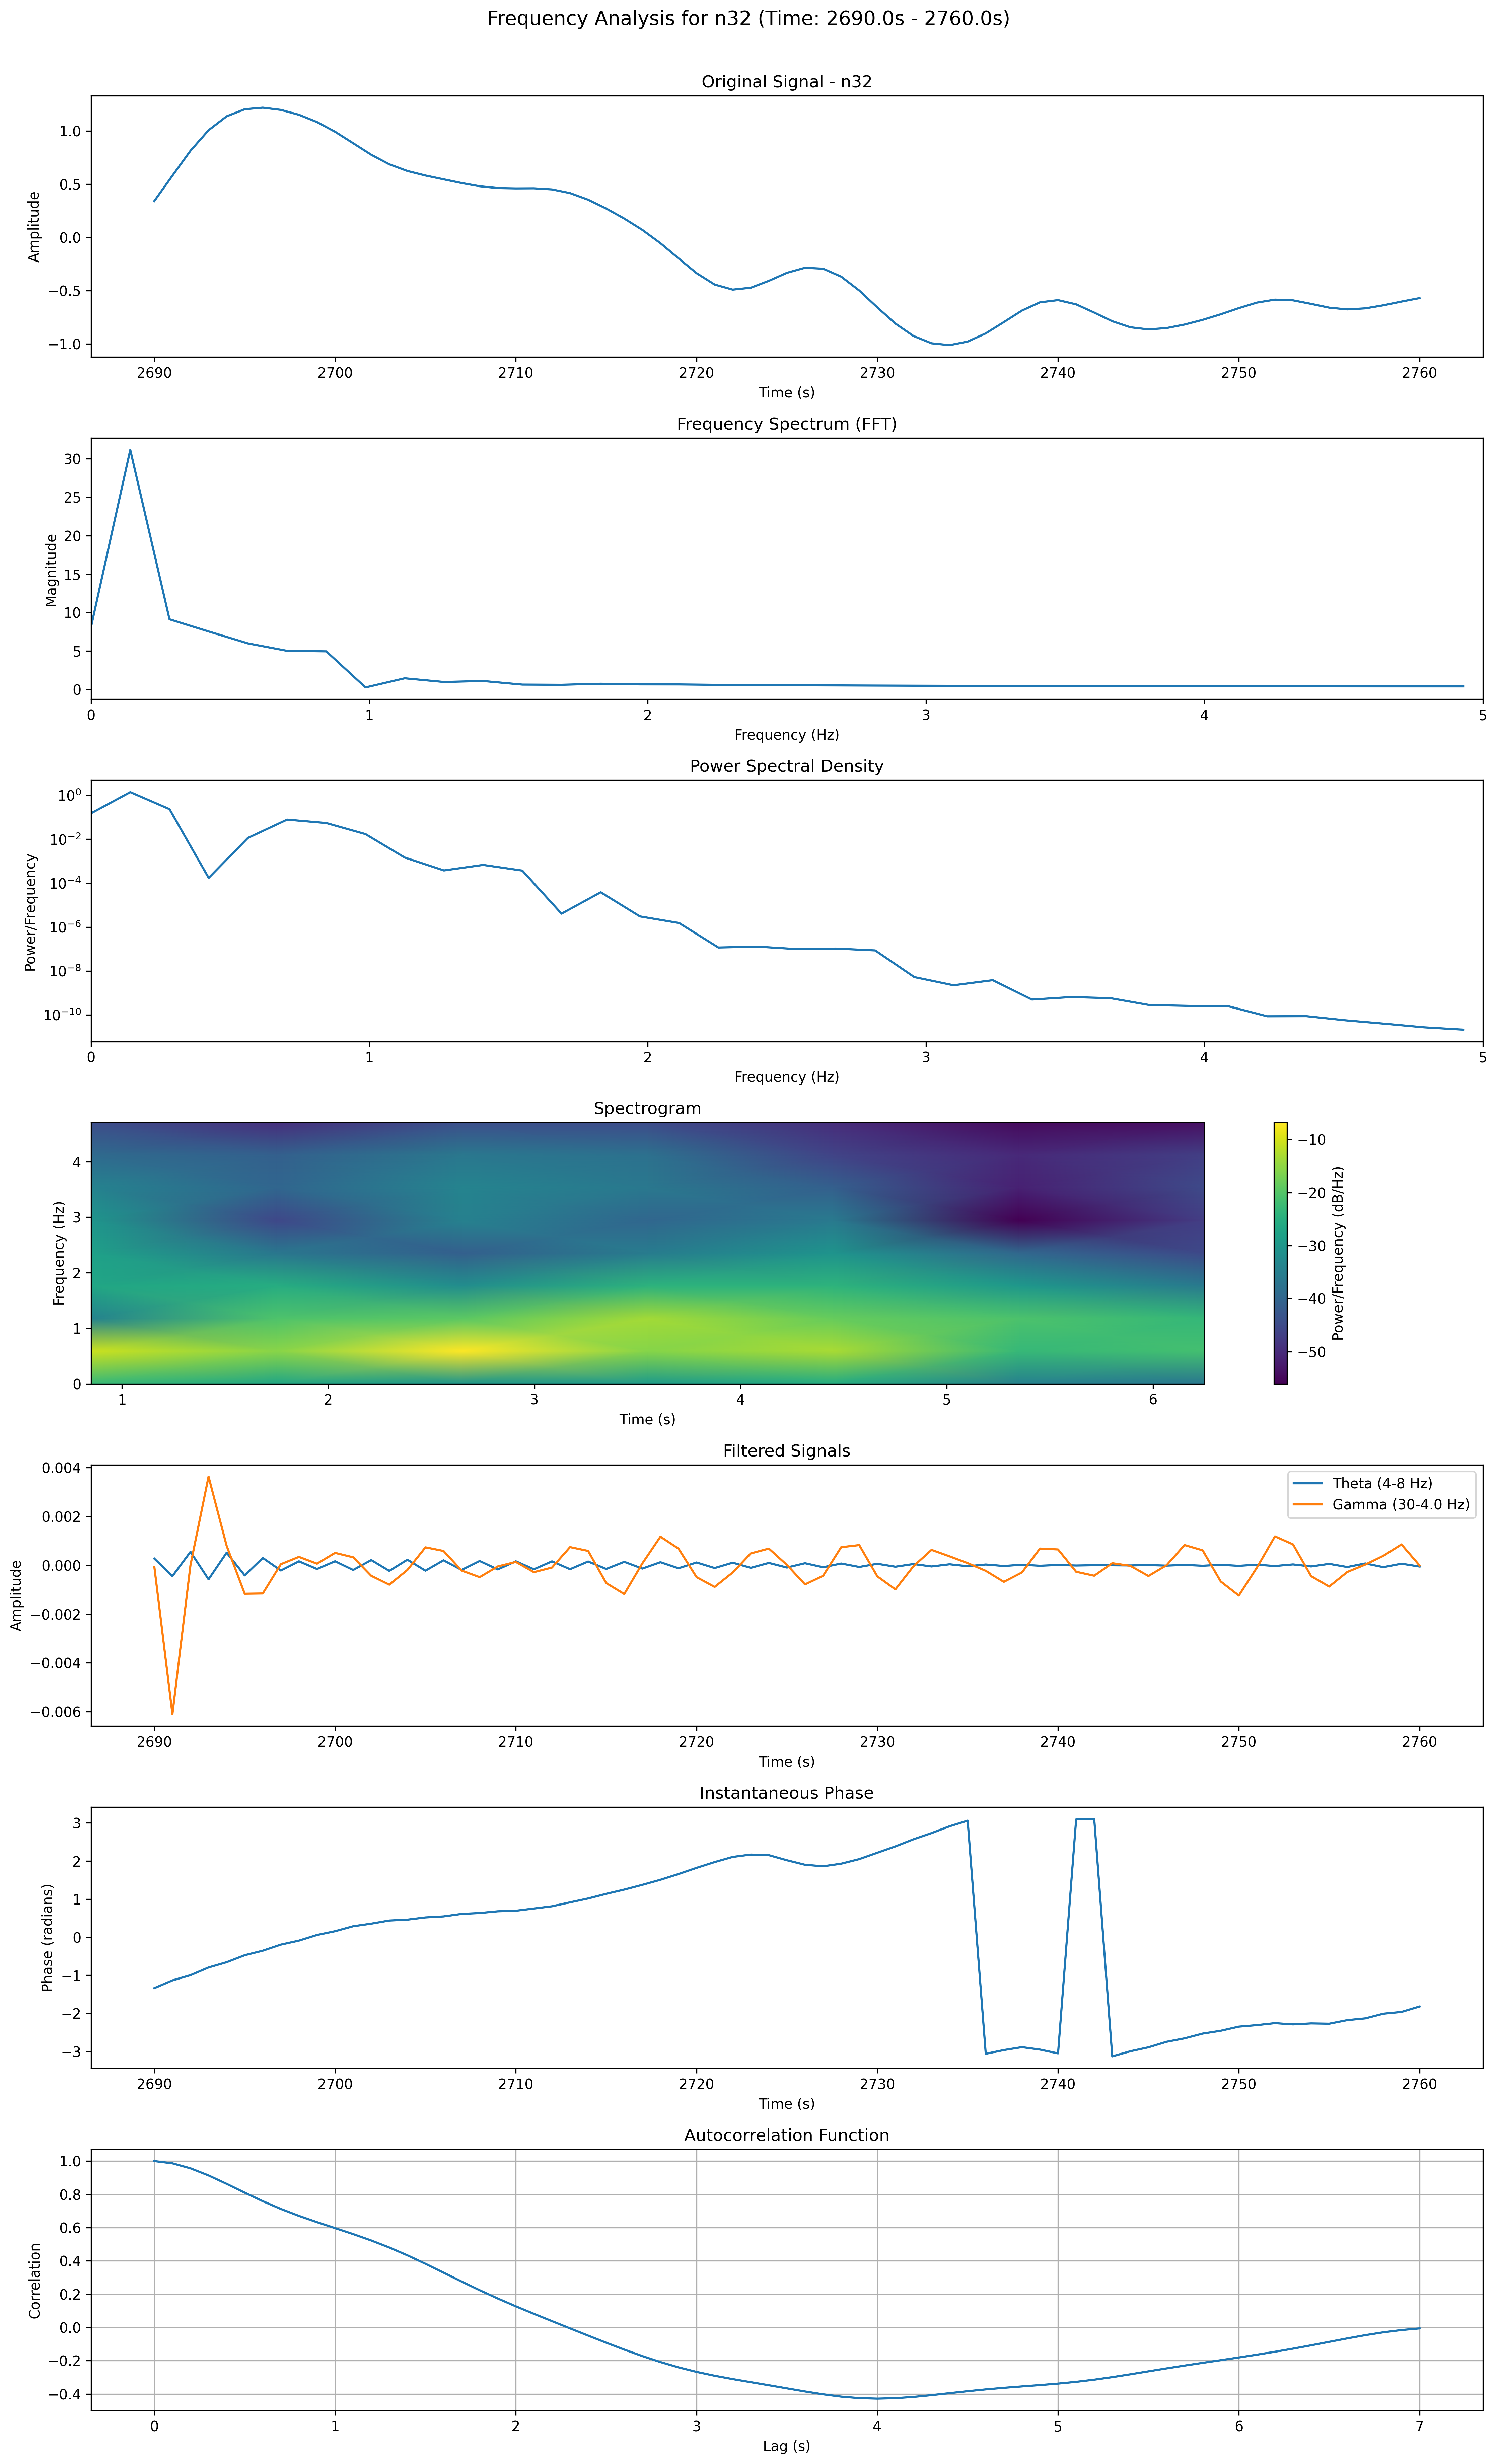 Frequency Analysis for n32 (Time: 2690.0s - 2760.0s)
Original Signal - n32
Amplitude
1.0
0.5
0.0
−0.5
−1.0
2690 2700 2710 2720 2730 2740 2750 2760
Time (s)
Frequency Spectrum (FFT)
Magnitude
30
25
20
15
10
5
0
0 1 2 3 4 5
Frequency (Hz)
Power Spectral Density
Power/Frequency
10⁰
10⁻²
10⁻⁴
10⁻⁶
10⁻⁸
10⁻¹⁰
0 1 2 3 4 5
Frequency (Hz)
Spectrogram
Frequency (Hz)
4
3
2
1
0
1 2 3 4 5 6
Time (s)
−10
−20
−30
−40
−50
Power/Frequency (dB/Hz)
Filtered Signals
Amplitude
0.004
0.002
0.000
−0.002
−0.004
−0.006
Theta (4-8 Hz)
Gamma (30-4.0 Hz)
2690 2700 2710 2720 2730 2740 2750 2760
Time (s)
Instantaneous Phase
Phase (radians)
3
2
1
0
−1
−2
−3
2690 2700 2710 2720 2730 2740 2750 2760
Time (s)
Autocorrelation Function
Correlation
1.0
0.8
0.6
0.4
0.2
0.0
−0.2
−0.4
0 1 2 3 4 5 6 7
Lag (s)